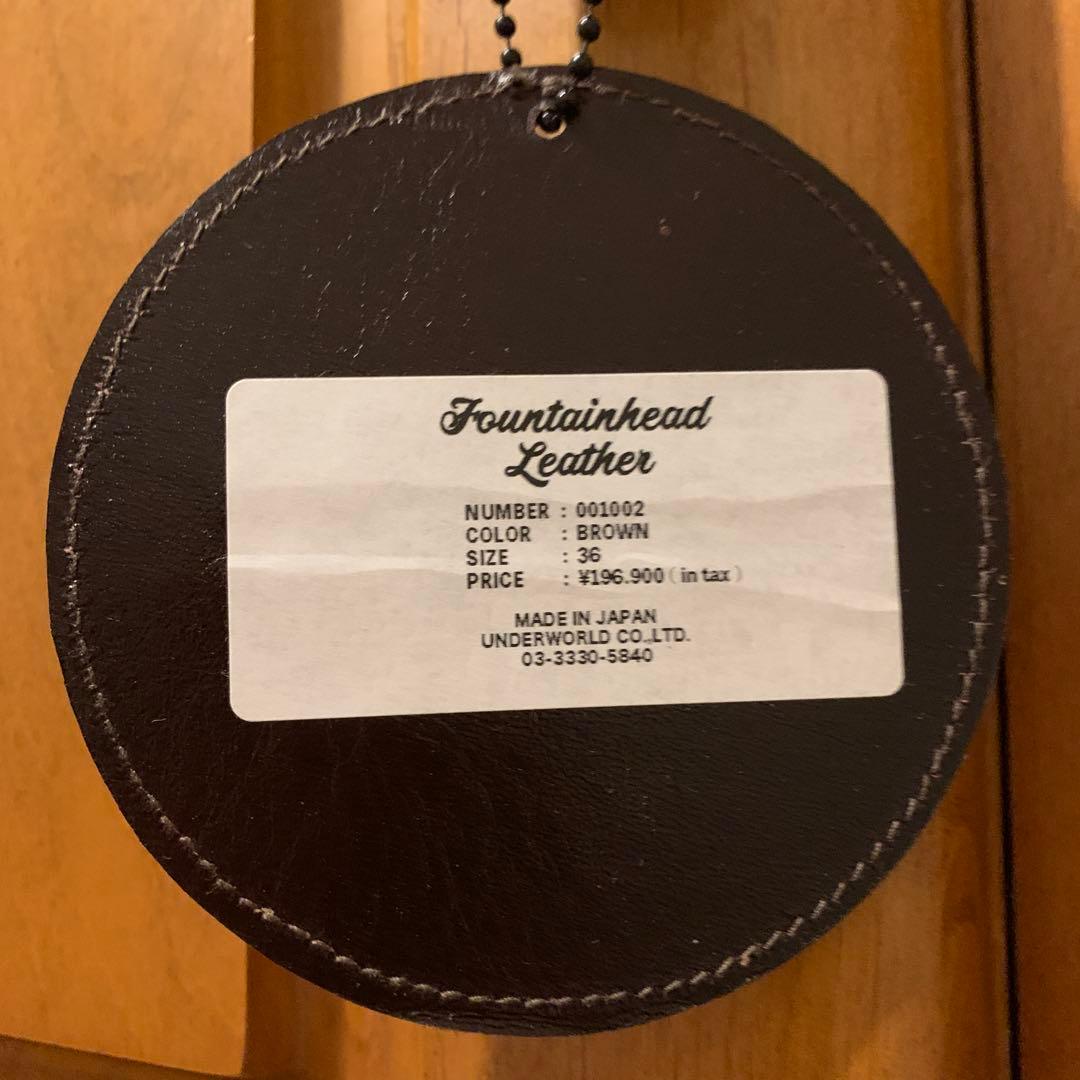 Fountainhead
Leather
NUMBER : 001002
COLOR : BROWN
SIZE : 36
PRICE : ¥196.900 ( in tax )
MADE IN JAPAN
UNDERWORLD CO.,LTD.
03-3330-5840